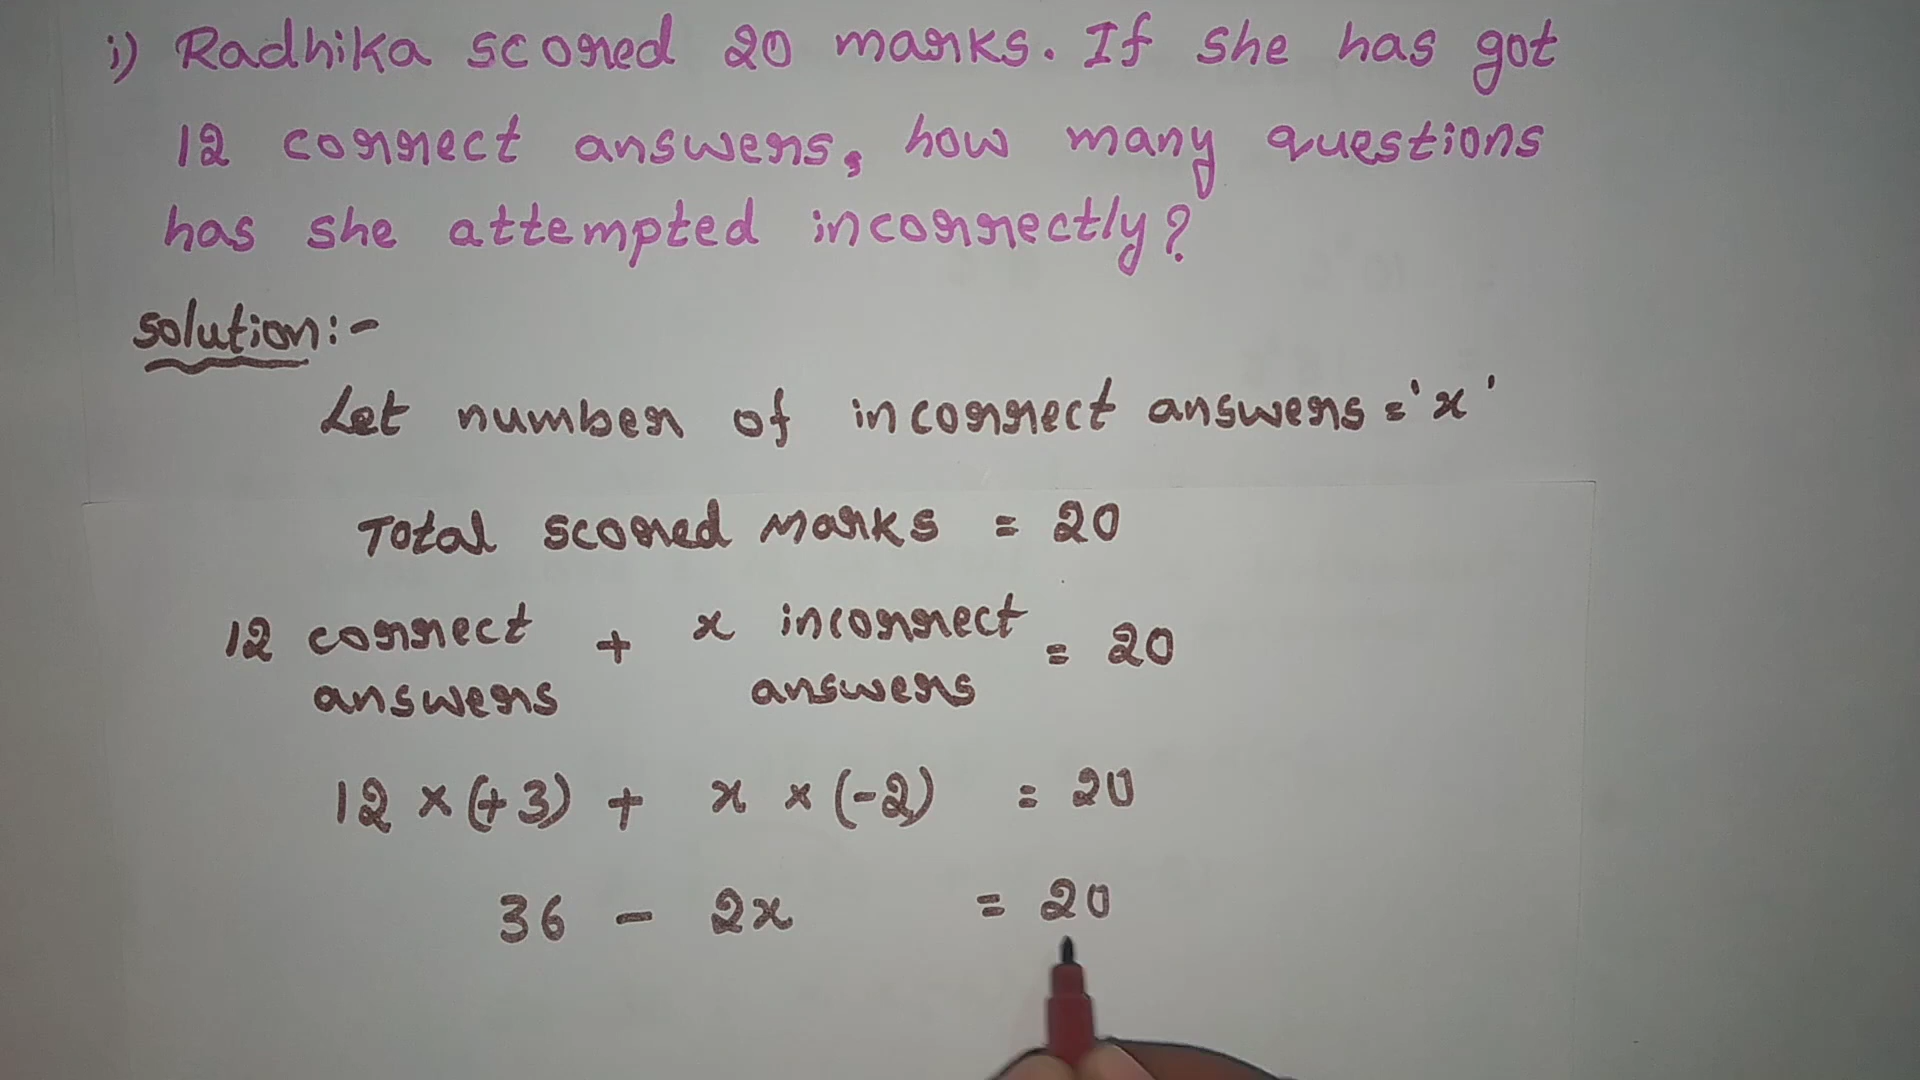 i) Radhika scored 20 marks. If she has got
12 correct answers, how many questions
has she attempted incorrectly?
Solution:-
Let number of incorrect answers = 'x'
Total scored Marks = 20
12 correct answers + x incorrect answers = 20
12 × (+3) + x × (-2) = 20
36 - 2x = 20